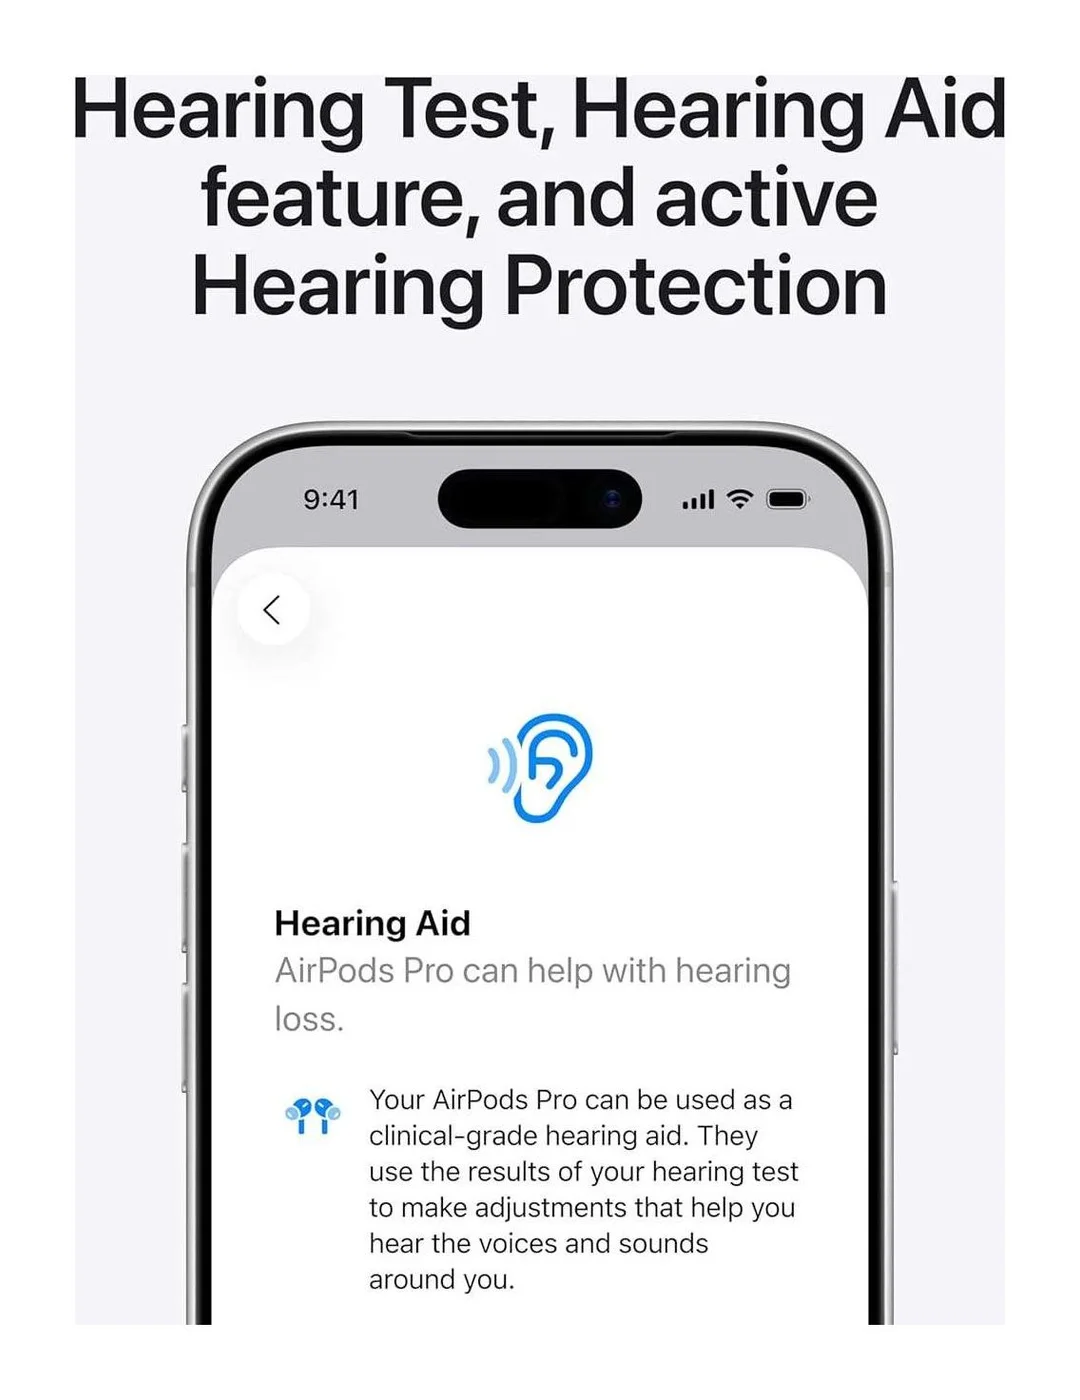 Hearing Test, Hearing Aid
feature, and active
Hearing Protection
9:41
Hearing Aid
AirPods Pro can help with hearing
loss.
Your AirPods Pro can be used as a
clinical-grade hearing aid. They
use the results of your hearing test
to make adjustments that help you
hear the voices and sounds
around you.